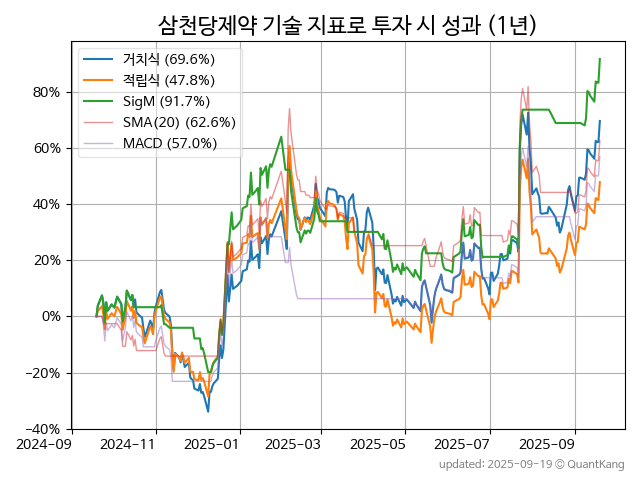 삼천당제약 기술 지표로 투자 시 성과 (1년)
거치식 (69.6%)
적립식 (47.8%)
SigM (91.7%)
SMA(20) (62.6%)
MACD (57.0%)
80%
60%
40%
20%
0%
−20%
−40%
2024-09
2024-11
2025-01
2025-03
2025-05
2025-07
2025-09
updated: 2025-09-19 ⓒ QuantKang